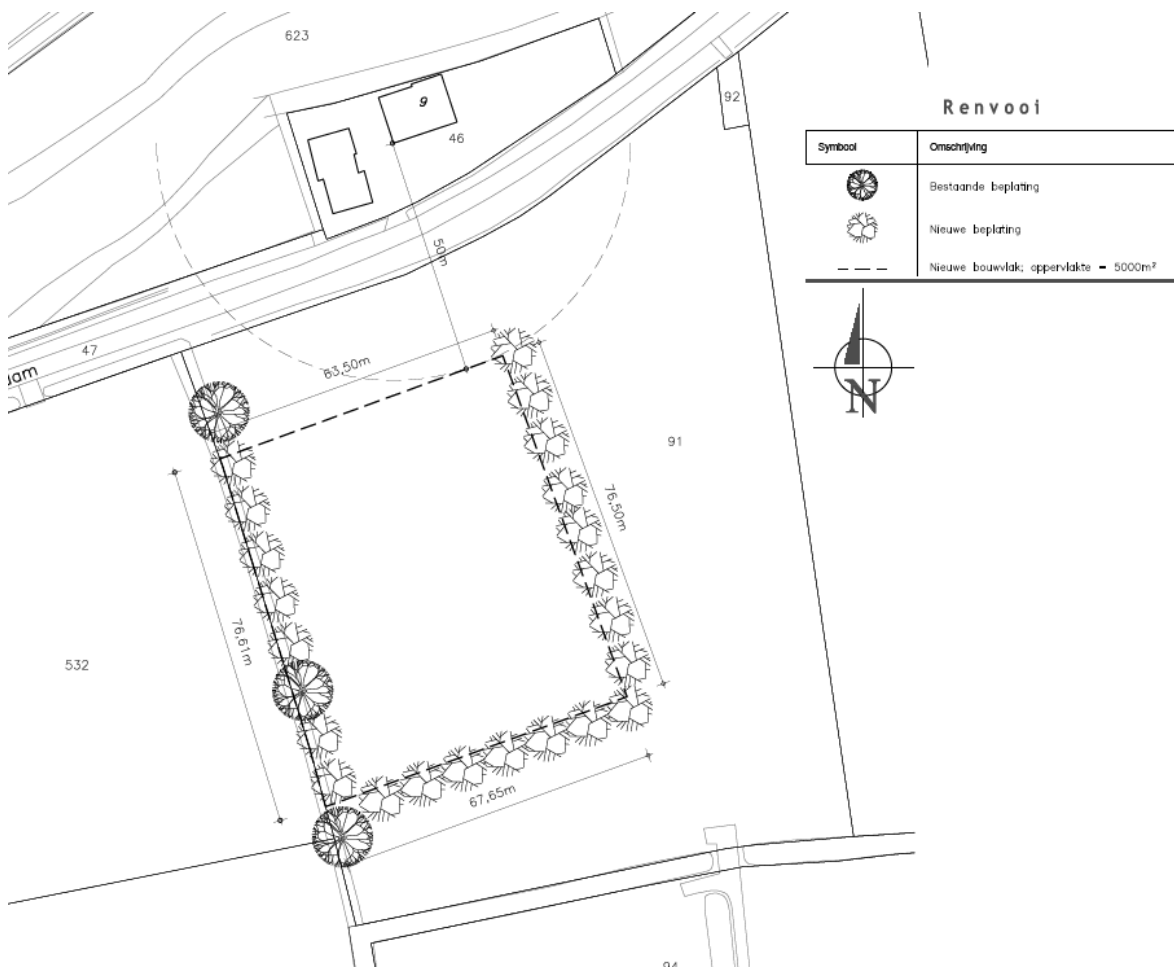 623
9
46
92
50m
47
83,50m
91
76,50m
76,61m
532
67,65m
94
Renvooi
Symbool Omschrijving
Bestaande beplating
Nieuwe beplating
Nieuwe bouwvlak; oppervlakte = 5000m²
N